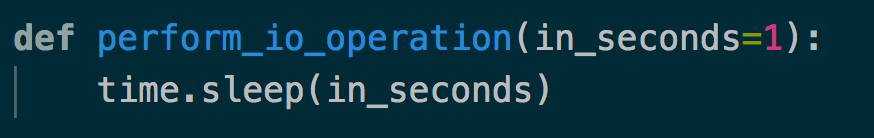 def perform_io_operation(in_seconds=1):
    time.sleep(in_seconds)